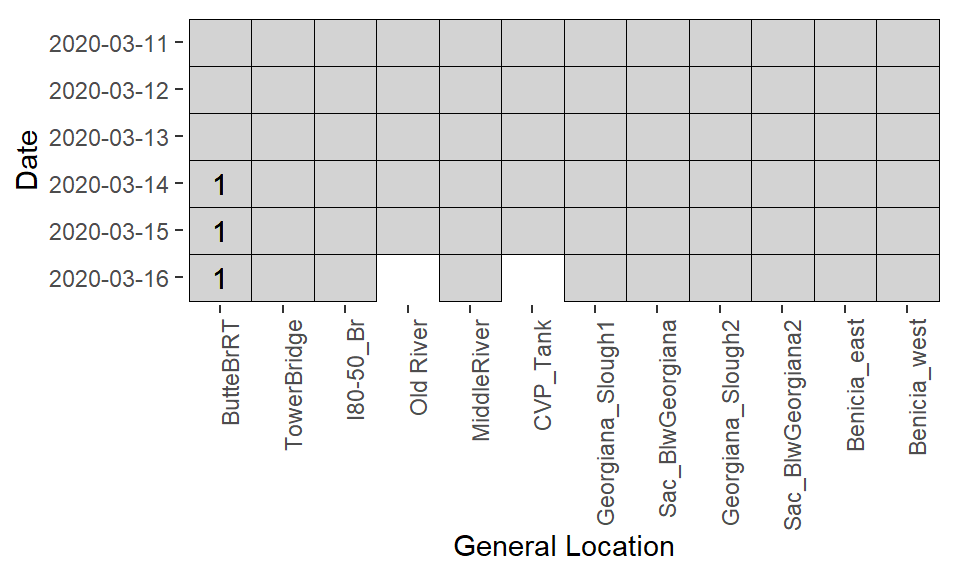 2020-03-11
2020-03-12
2020-03-13
2020-03-14 1
2020-03-15 1
2020-03-16 1
Date
ButteBrRT
TowerBridge
I80-50_Br
Old River
MiddleRiver
CVP_Tank
Georgiana_Slough1
Sac_BlwGeorgiana
Georgiana_Slough2
Sac_BlwGeorgiana2
Benicia_east
Benicia_west
General Location